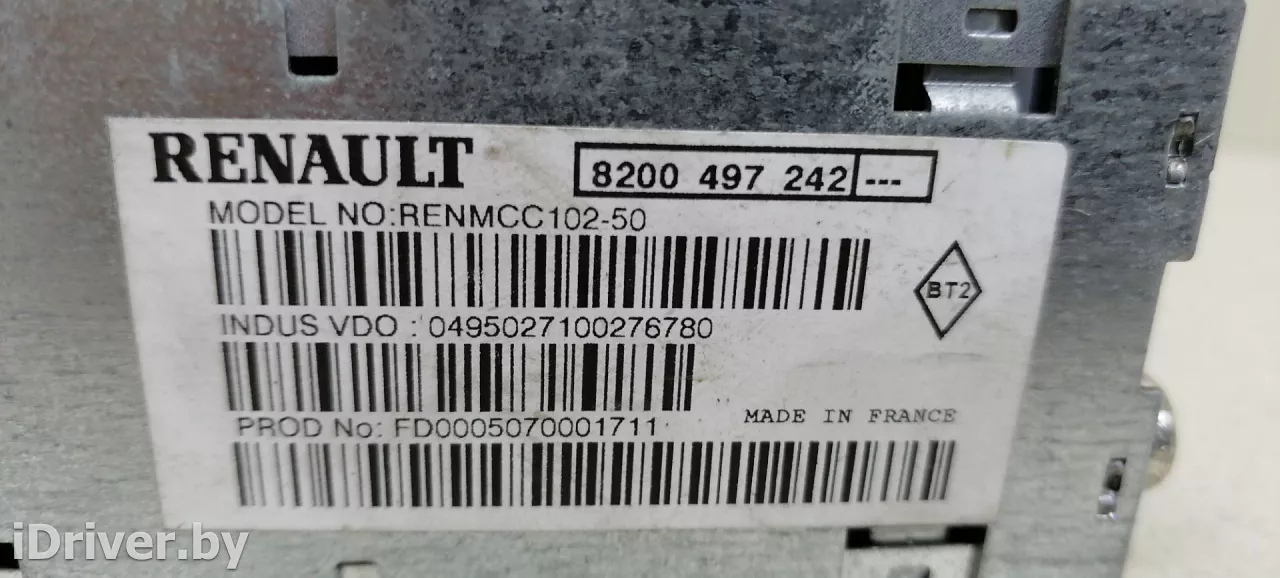 RENAULT
8200 497 242 ---
MODEL NO:RENMCC102-50
BT2
INDUS VDO : 0495027100276780
PROD No: FD0005070001711
MADE IN FRANCE
iDriver.by